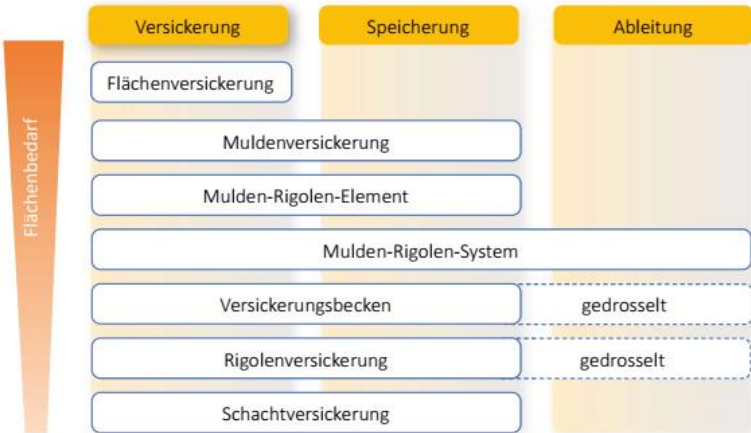 Versickerung
Speicherung
Ableitung
Flächenbedarf
Flächenversickerung
Muldenversickerung
Mulden-Rigolen-Element
Mulden-Rigolen-System
Versickerungsbecken
gedrosselt
Rigolenversickerung
gedrosselt
Schachtversickerung